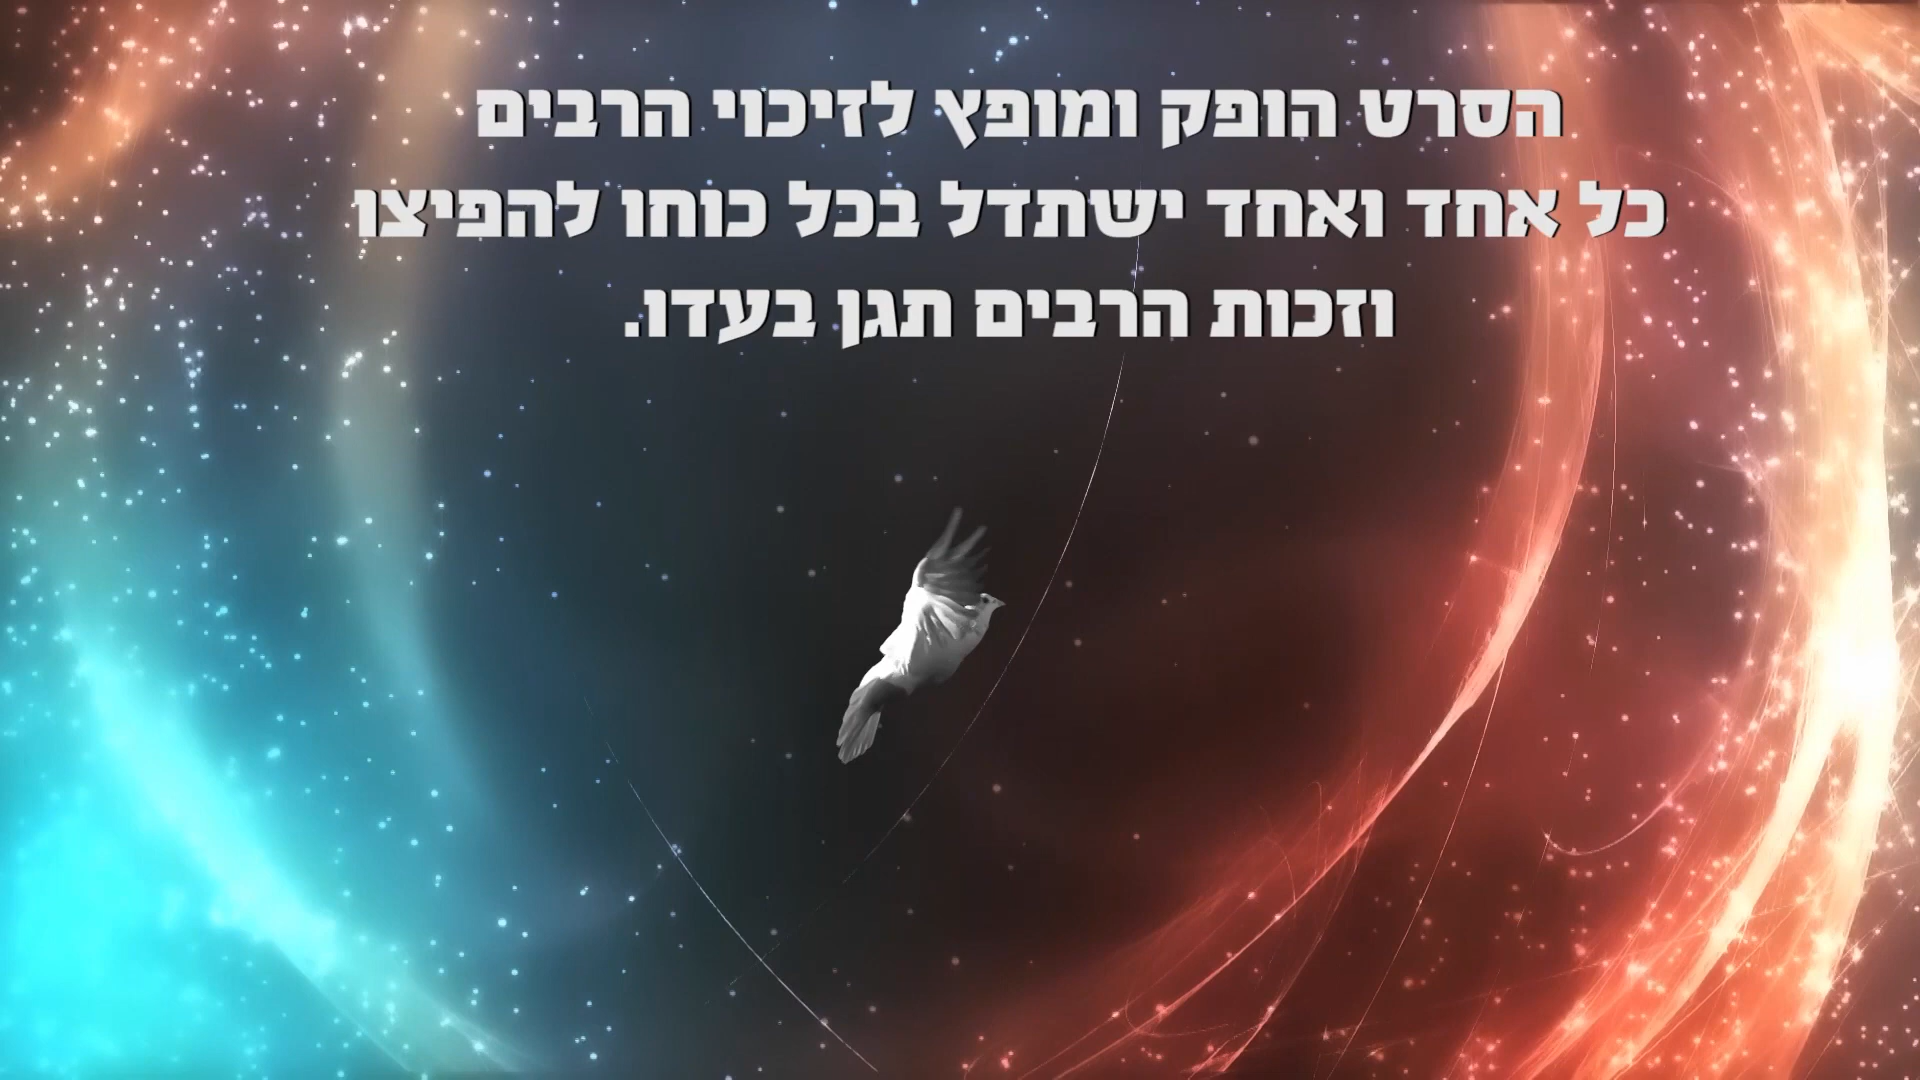 הסרט הופק ומופץ לזיכוי הרבים
כל אחד ואחד ישתדל בכל כוחו להפיצו
וזכות הרבים תגן בעדו.